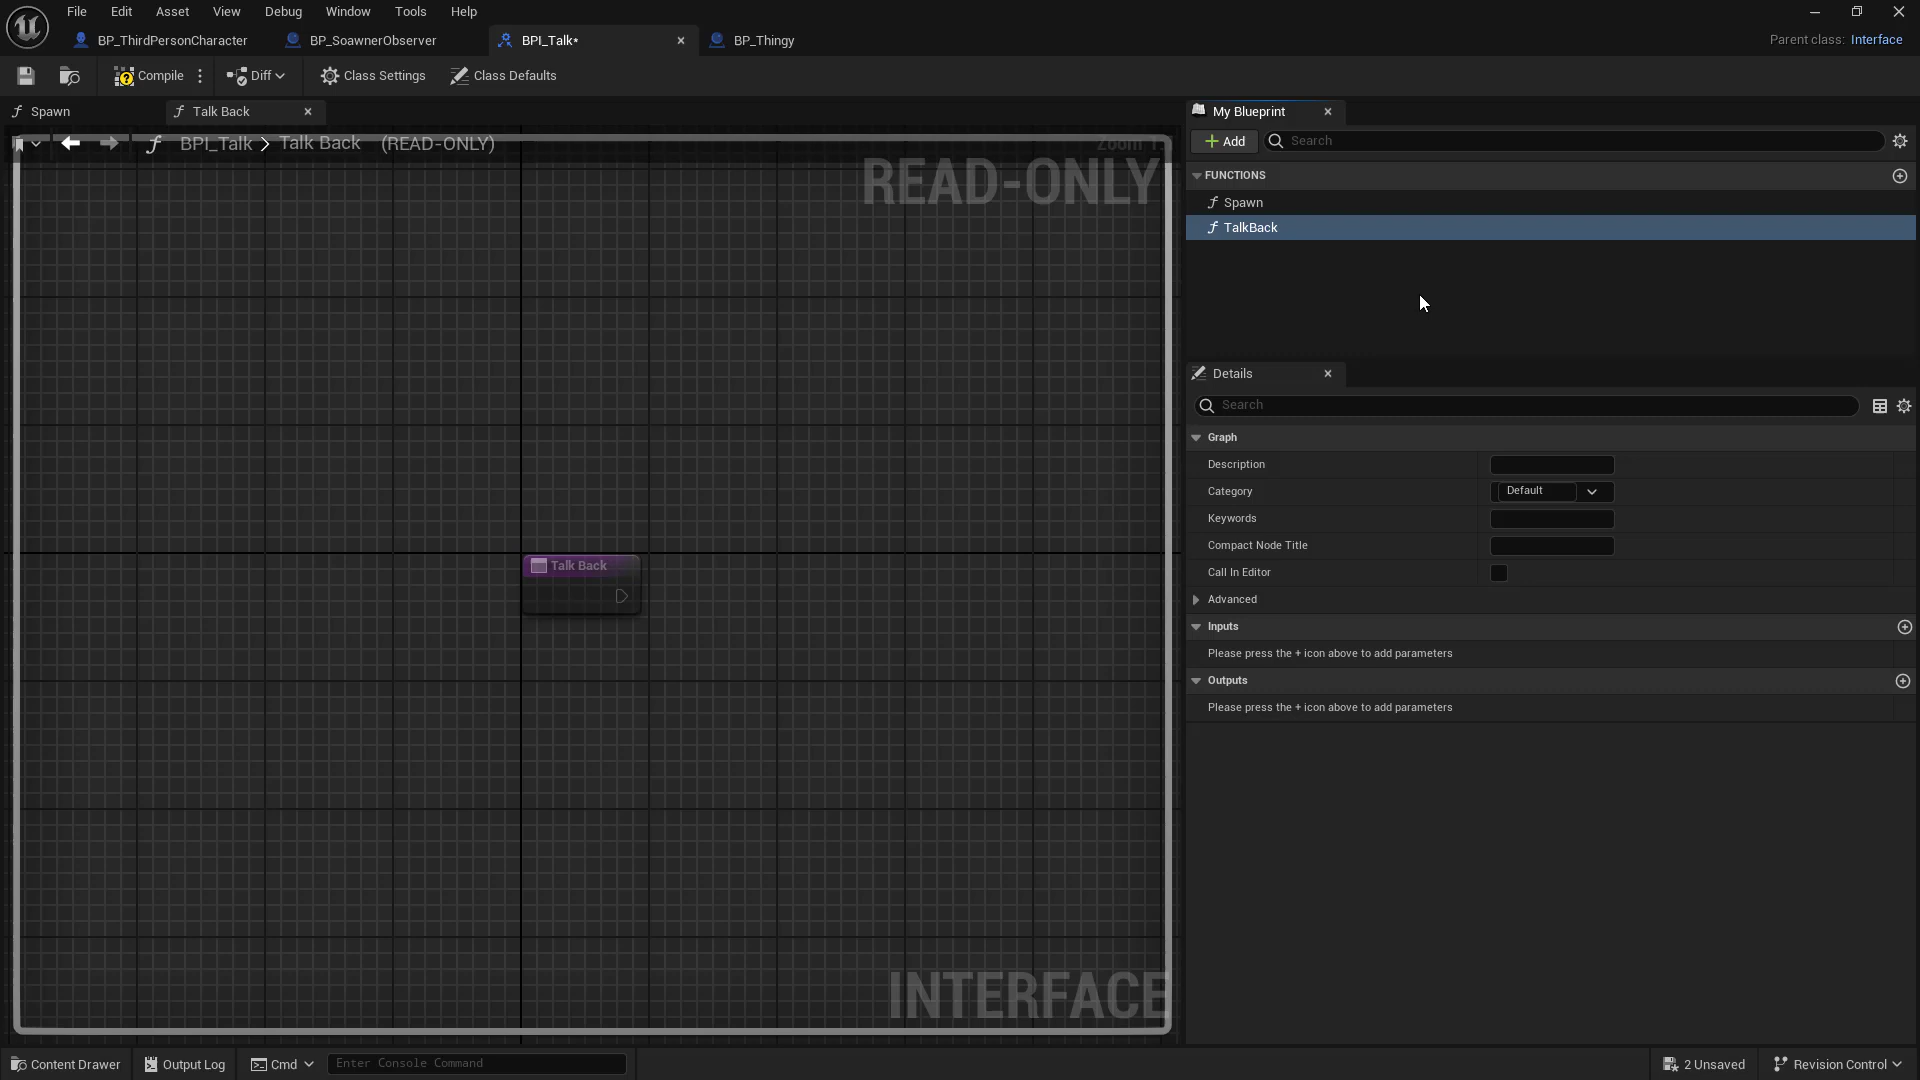 File Edit Asset View Debug Window Tools Help
BP_ThirdPersonCharacter BP_SoawnerObserver BPI_Talk* BP_Thingy
Parent class: Interface
Compile Diff Class Settings Class Defaults
Spawn Talk Back
BPI_Talk > Talk Back (READ-ONLY)
READ-ONLY
Talk Back
INTERFACE
My Blueprint
Add Search
FUNCTIONS
Spawn
TalkBack
Details
Search
Graph
Description
Category Default
Keywords
Compact Node Title
Call In Editor
Advanced
Inputs
Please press the + icon above to add parameters
Outputs
Please press the + icon above to add parameters
Content Drawer Output Log Cmd Enter Console Command 2 Unsaved Revision Control